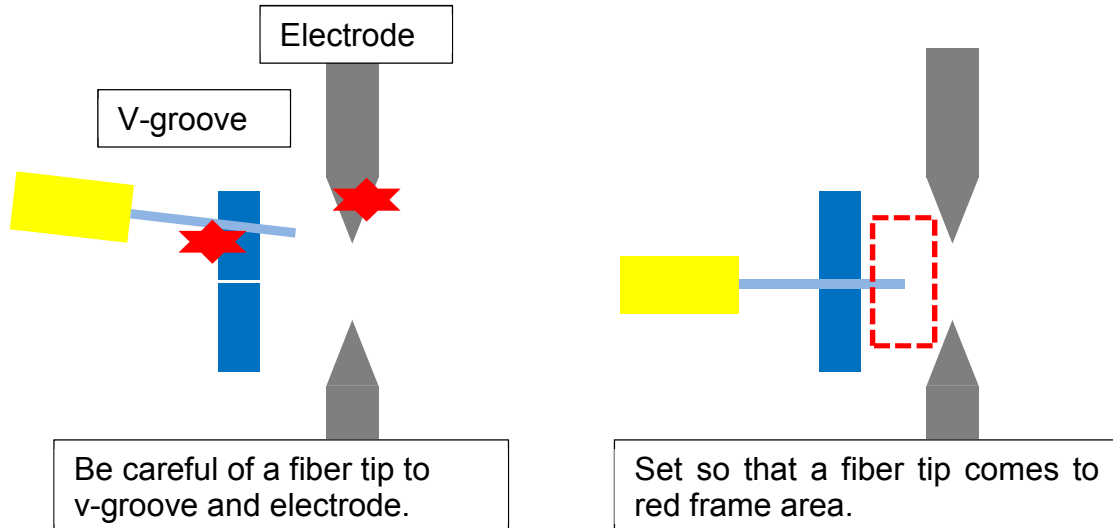 Electrode
V-groove
Be careful of a fiber tip to
v-groove and electrode.
Set so that a fiber tip comes to
red frame area.